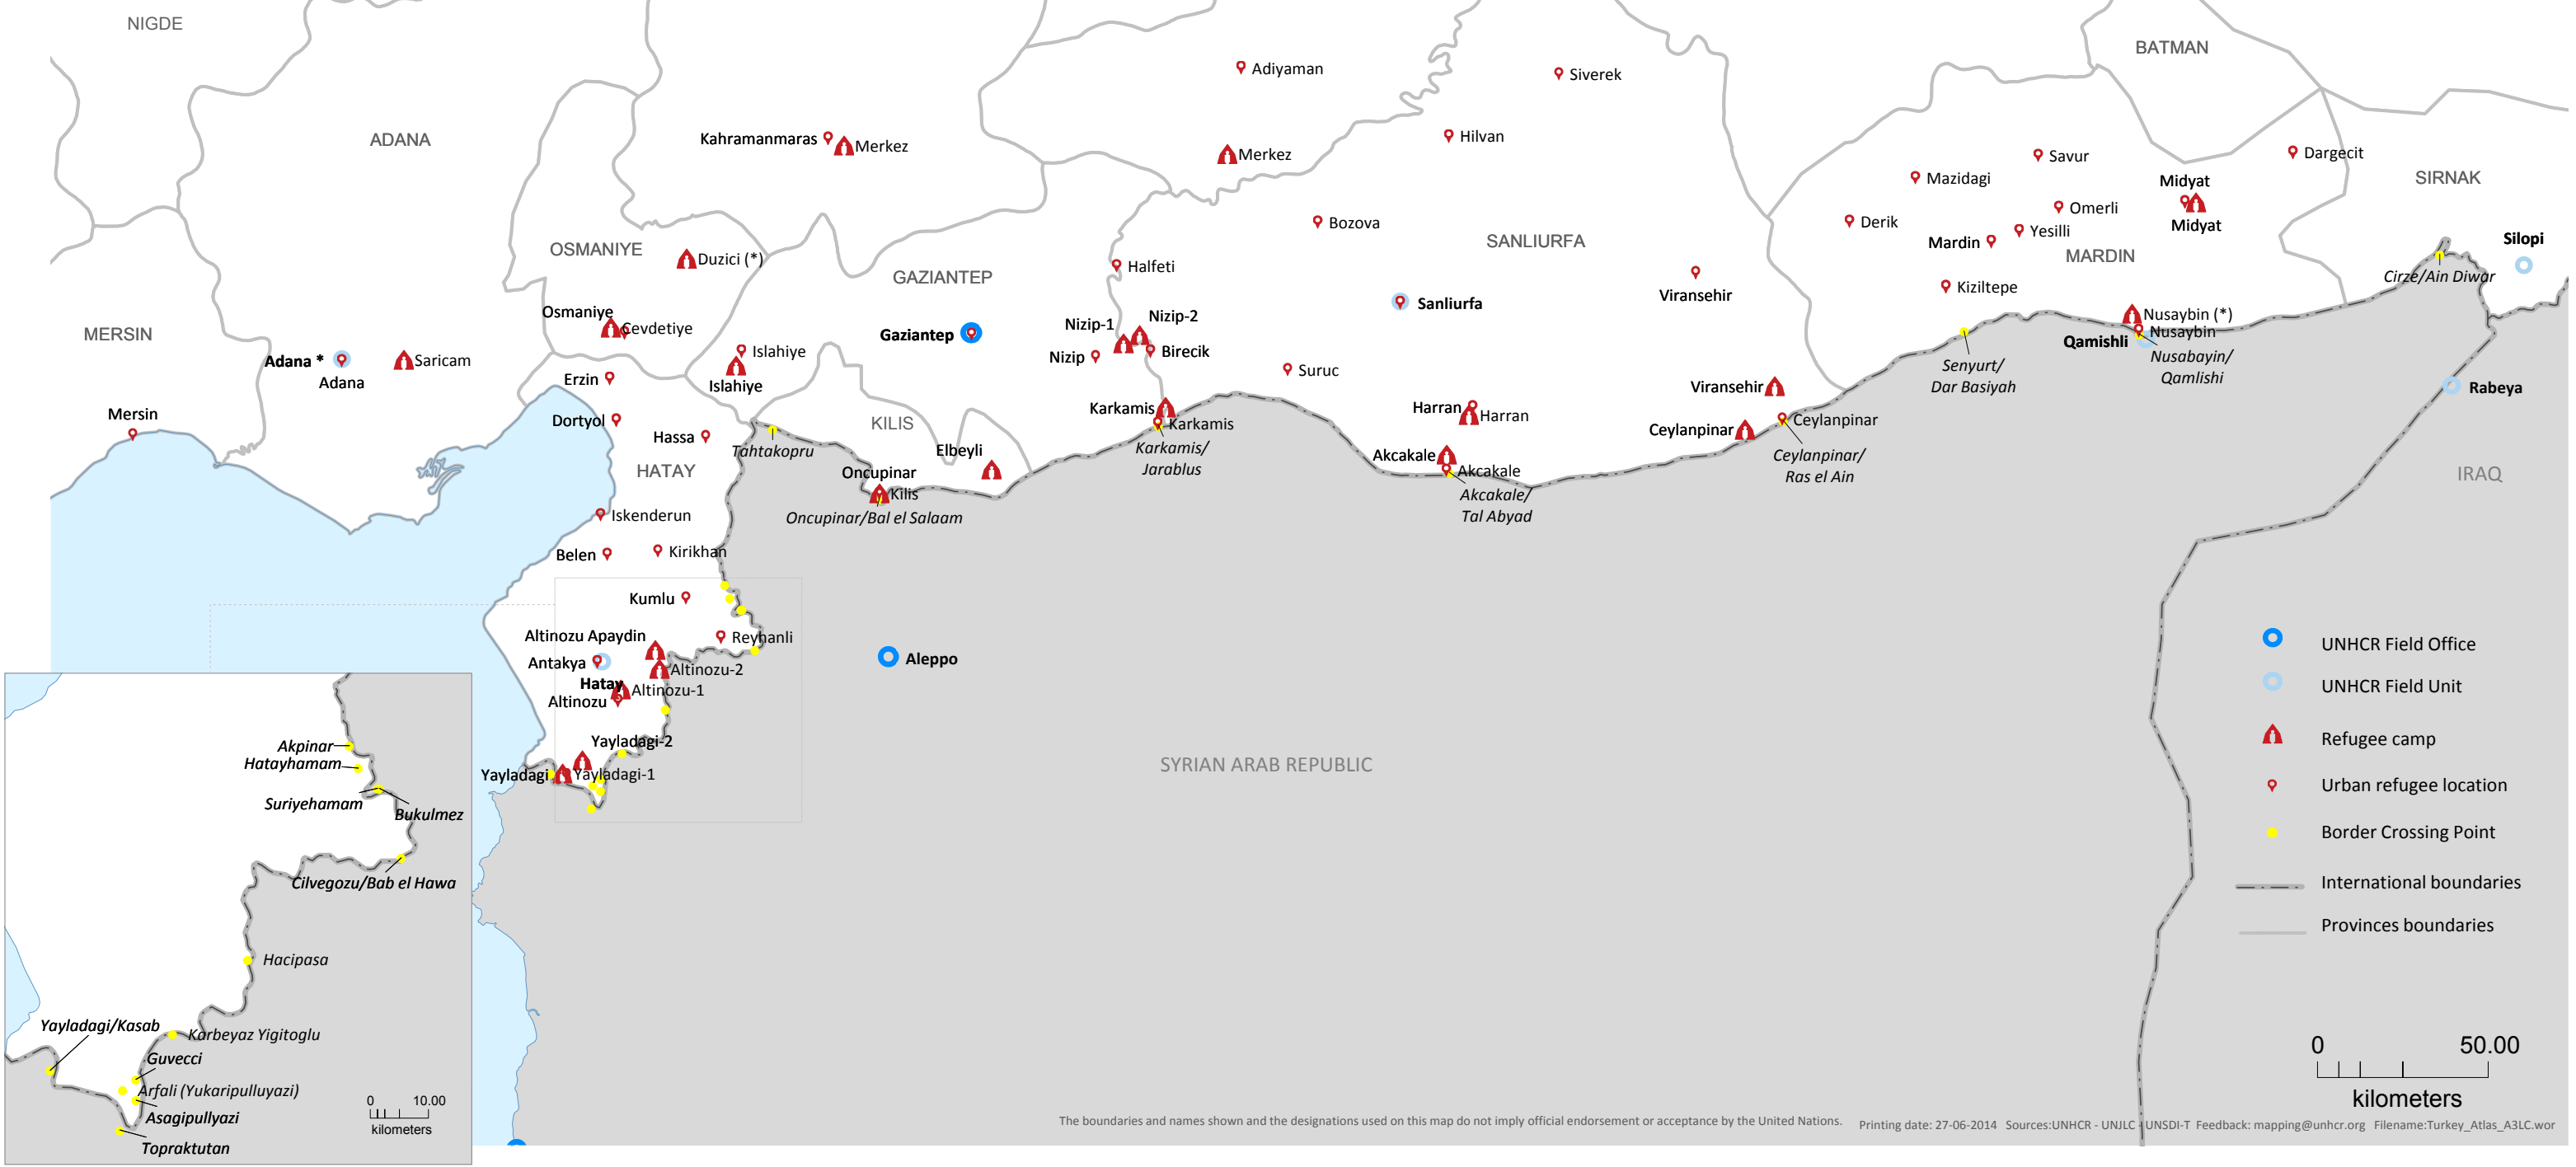 NIGDE
BATMAN
Adiyaman
Siverek
ADANA
Kahramanmaras
Merkez
Merkez
Hilvan
Savur
Dargecit
Mazidagi
Midyat
SIRNAK
Midyat
Omerli
Derik
Bozova
Yesilli
Mardin
MARDIN
SANLIURFA
Silopi
OSMANIYE
Duzici (*)
GAZIANTEP
Halfeti
Cirze/Ain Diwar
Kiziltepe
Viransehir
Sanliurfa
Osmaniye
Cevdetiye
Nizip-1
Nizip-2
Nusaybin (*)
Nusaybin
MERSIN
Gaziantep
Qamishli
Nusabayin/
Qamlishi
Adana *
Adana
Saricam
Islahiye
Islahiye
Nizip
Birecik
Suruc
Senyurt/
Dar Basiyah
Erzin
Viransehir
Rabeya
Mersin
Dortyol
Hassa
KILIS
Karkamis
Karkamis
Karkamis/
Jarablus
Harran
Harran
Ceylanpinar
Ceylanpinar
Ceylanpinar/
Ras el Ain
Tahtakopru
HATAY
Elbeyli
Akcakale
Akcakale
Akcakale/
Tal Abyad
IRAQ
Oncupinar
Kilis
Oncupinar/Bal el Salaam
Iskenderun
Belen
Kirikhan
Kumlu
Altinozu Apaydin
Reyhanli
Antakya
Altinozu-2
Aleppo
Hatay
Altinozu-1
Altinozu
Yayladagi-2
Yayladagi
Yayladagi-1
SYRIAN ARAB REPUBLIC
UNHCR Field Office
UNHCR Field Unit
Refugee camp
Urban refugee location
Border Crossing Point
International boundaries
Provinces boundaries
Akpinar
Hatayhamam
Suriyehamam
Bukulmez
Cilvegozu/Bab el Hawa
Hacipasa
Yayladagi/Kasab
Karbeyaz Yigitoglu
Guvecci
Arfali (Yukaripulluyazi)
Asagipullyazi
Topraktutan
0 10.00
kilometers
0 50.00
kilometers
The boundaries and names shown and the designations used on this map do not imply official endorsement or acceptance by the United Nations.
Printing date: 27-06-2014 Sources:UNHCR - UNJLC - UNSDI-T Feedback: mapping@unhcr.org Filename:Turkey_Atlas_A3LC.wor